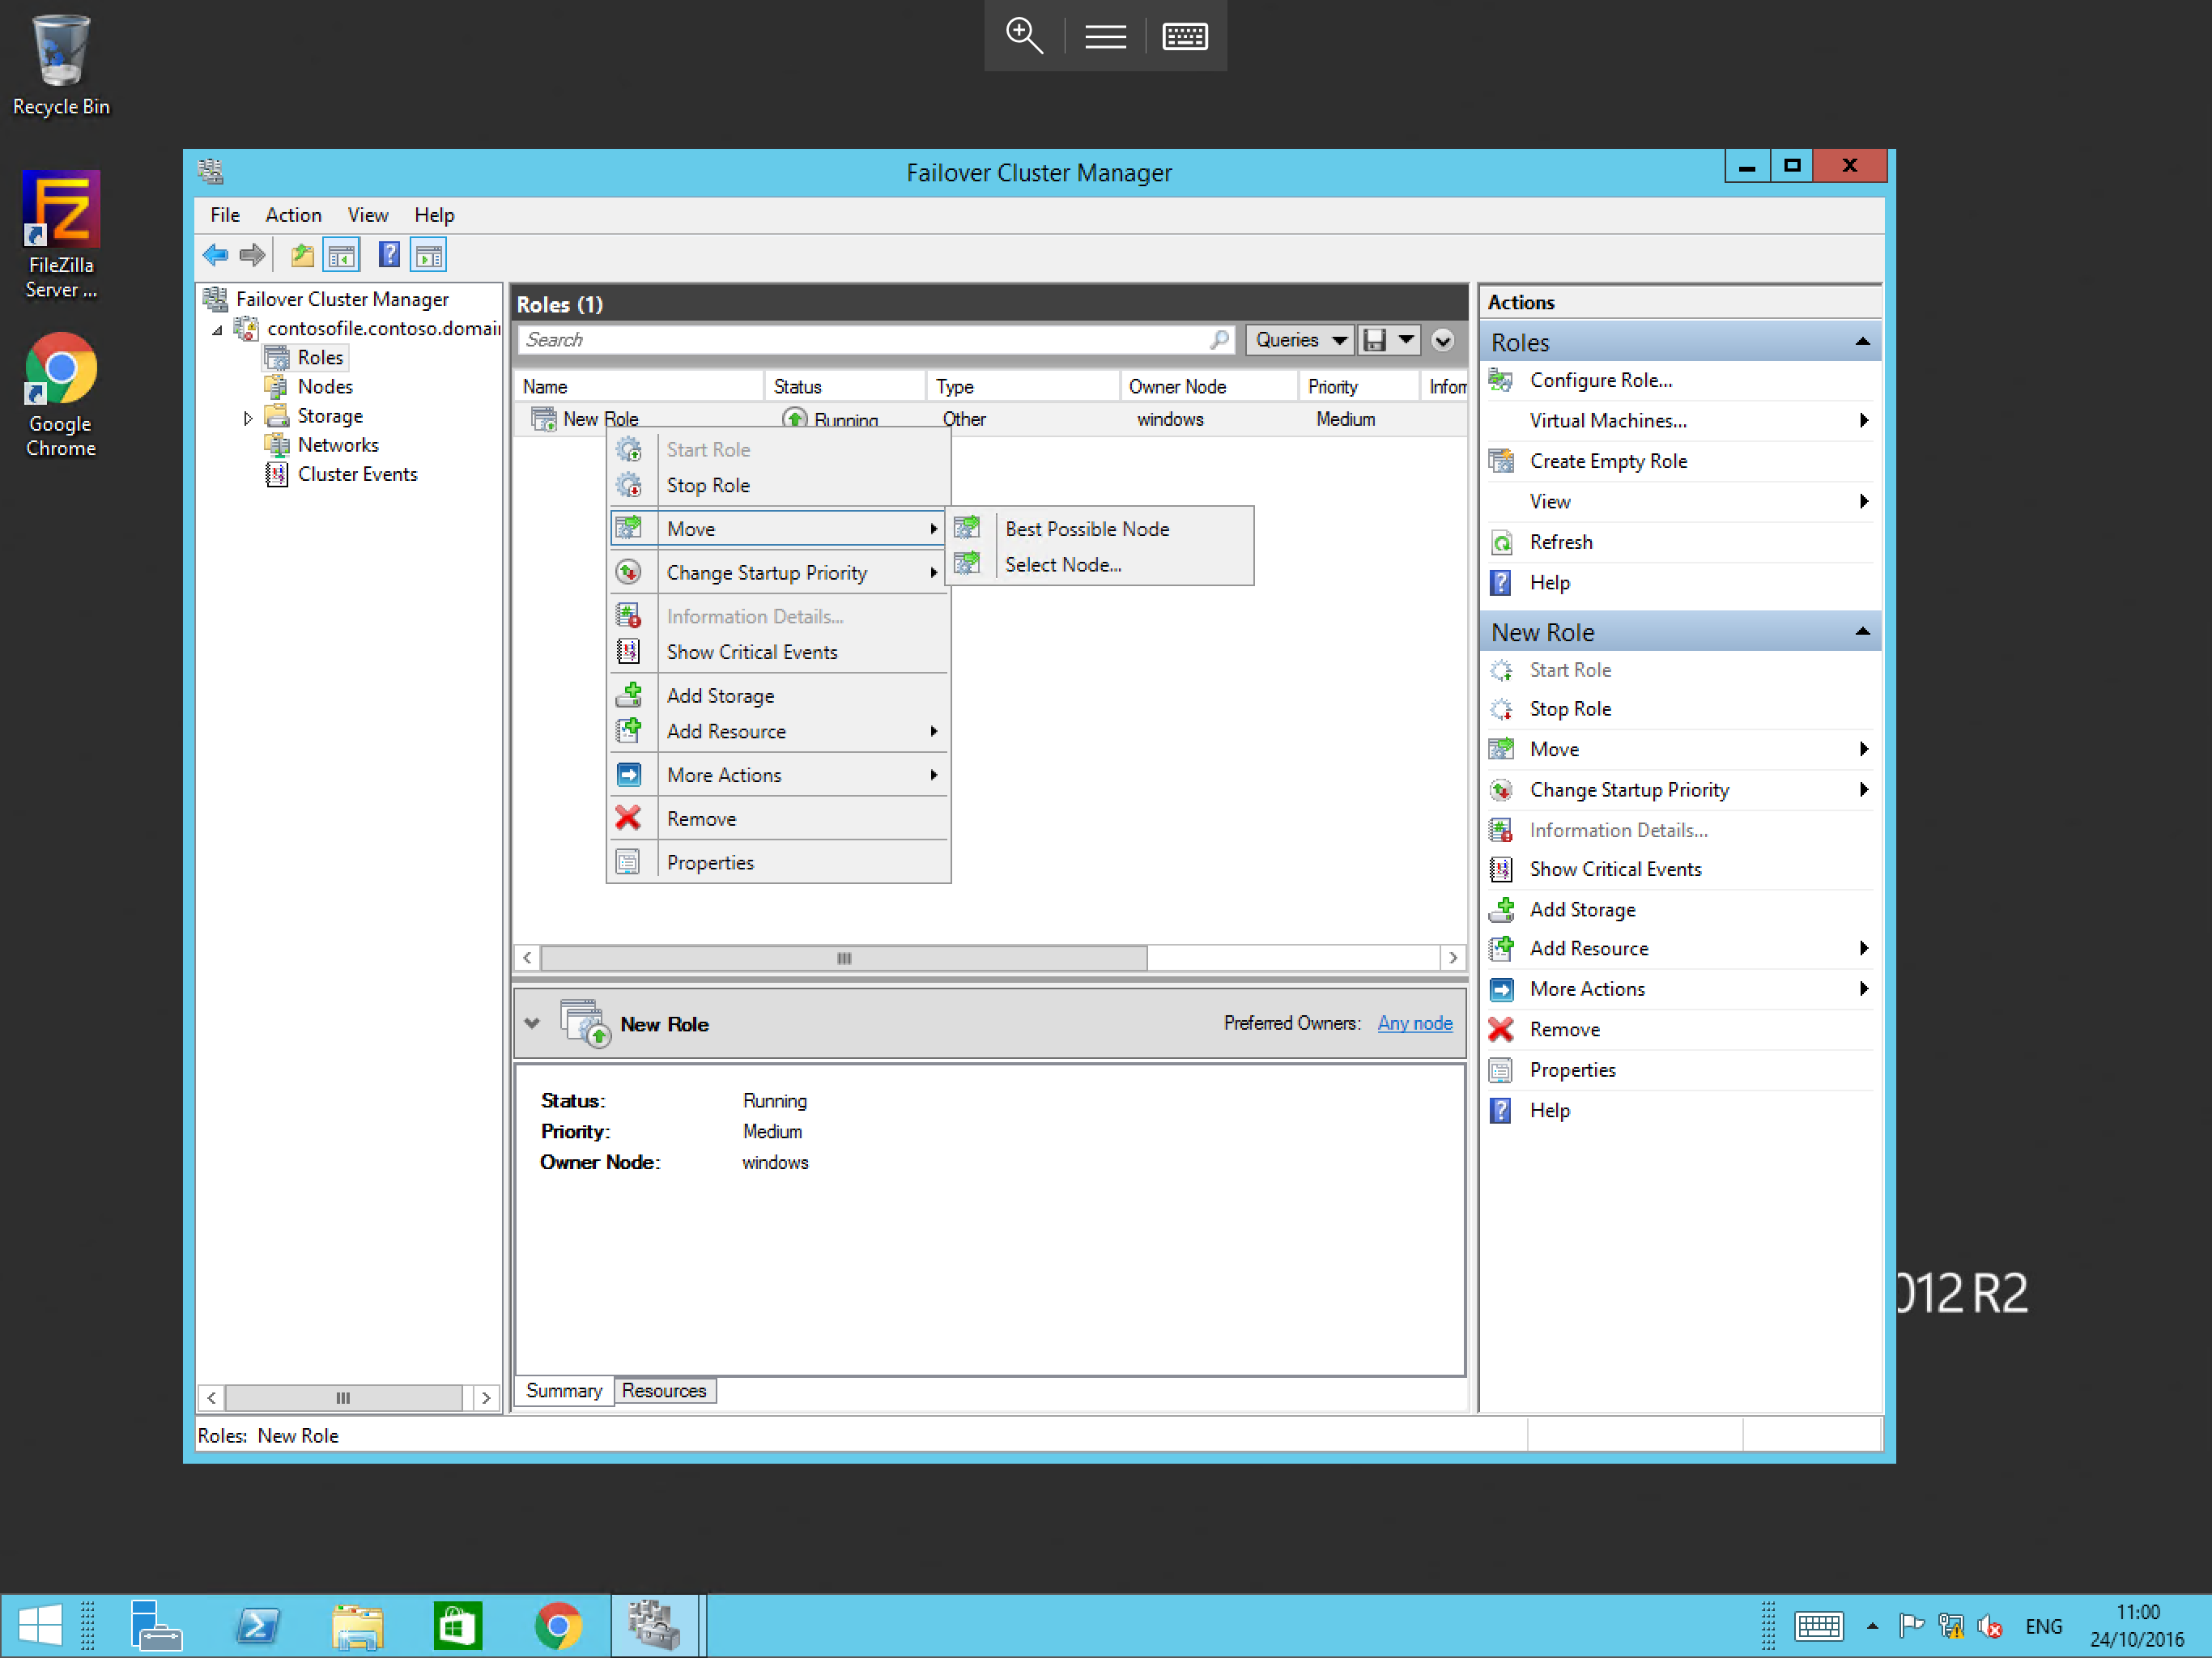 Recycle Bin
FileZilla
Server ...
Google
Chrome
Failover Cluster Manager
File Action View Help
Failover Cluster Manager
contosofile.contoso.domai
Roles
Nodes
Storage
Networks
Cluster Events
Roles (1)
Search
Queries
Name Status Type Owner Node Priority Infor
New Role Running Other windows Medium
Start Role
Stop Role
Move
Change Startup Priority
Information Details...
Show Critical Events
Add Storage
Add Resource
More Actions
Remove
Properties
Best Possible Node
Select Node...
New Role
Preferred Owners: Any node
Status: Running
Priority: Medium
Owner Node: windows
Summary Resources
Actions
Roles
Configure Role...
Virtual Machines...
Create Empty Role
View
Refresh
Help
New Role
Start Role
Stop Role
Move
Change Startup Priority
Information Details...
Show Critical Events
Add Storage
Add Resource
More Actions
Remove
Properties
Help
Roles: New Role
012 R2
ENG
11:00
24/10/2016